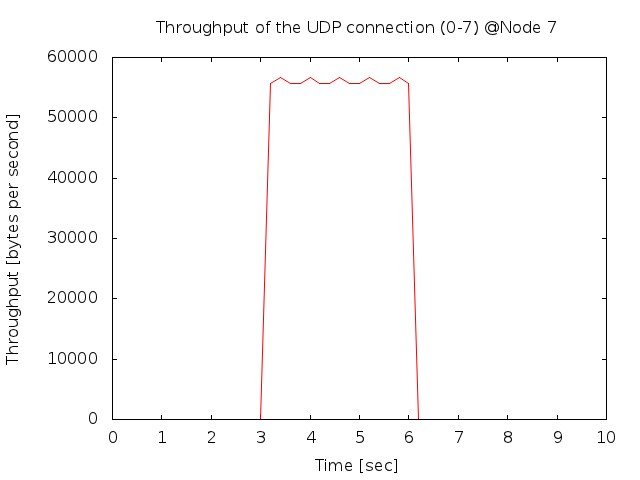 Throughput of the UDP connection (0-7) @Node 7
60000
50000
40000
30000
20000
10000
0
Throughput [bytes per second]
0 1 2 3 4 5 6 7 8 9 10
Time [sec]